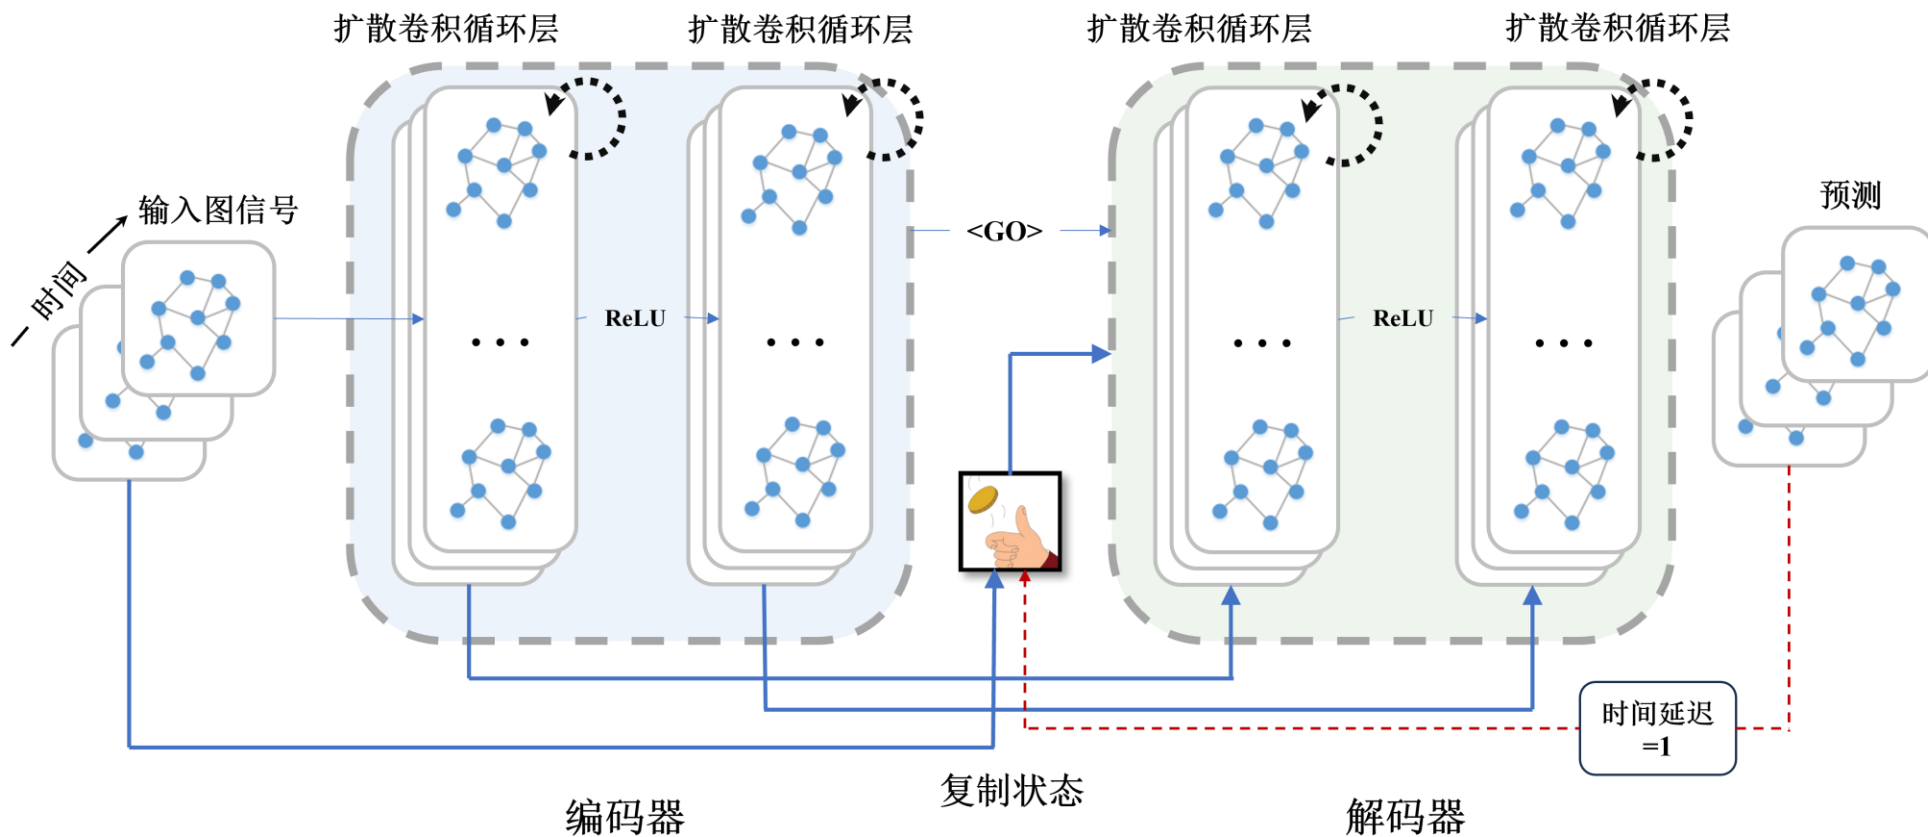 扩散卷积循环层
扩散卷积循环层
扩散卷积循环层
扩散卷积循环层
输入图信号
时间
预测
<GO>
ReLU
ReLU
时间延迟
=1
复制状态
编码器
解码器